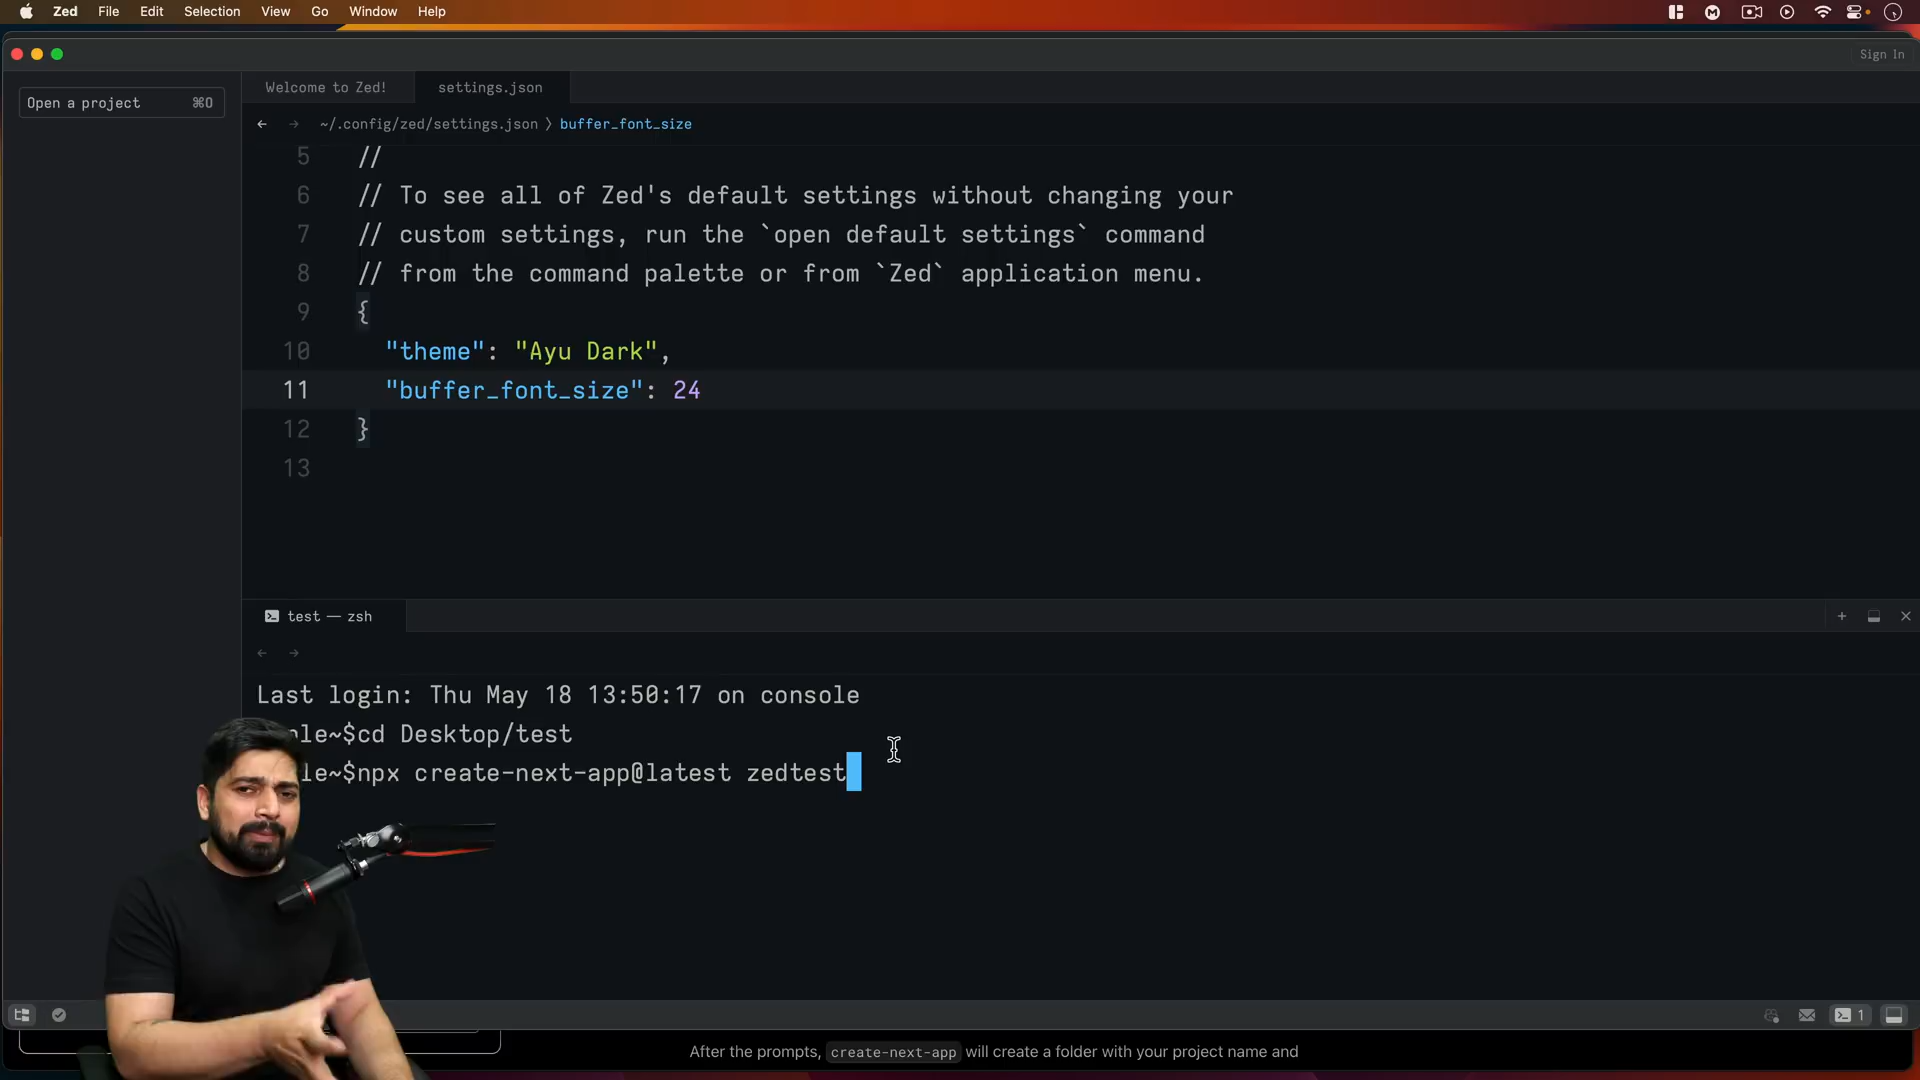 Zed File Edit Selection View Go Window Help
Sign In
Open a project ⌘O
Welcome to Zed! settings.json
← → ~/.config/zed/settings.json 〉 buffer_font_size
5 //
6 // To see all of Zed's default settings without changing your
7 // custom settings, run the `open default settings` command
8 // from the command palette or from `Zed` application menu.
9 {
10 "theme": "Ayu Dark",
11 "buffer_font_size": 24
12 }
13
test — zsh
← →
Last login: Thu May 18 13:50:17 on console
le~$cd Desktop/test
le~$npx create-next-app@latest zedtest
1
After the prompts, create-next-app will create a folder with your project name and